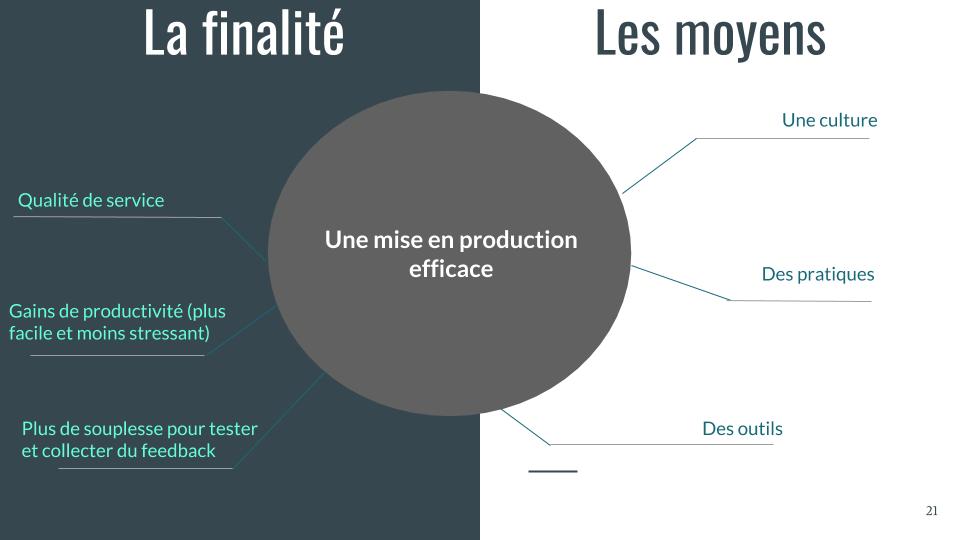 La finalité
Les moyens
Qualité de service
Gains de productivité (plus
facile et moins stressant)
Plus de souplesse pour tester
et collecter du feedback
Une mise en production
efficace
Une culture
Des pratiques
Des outils
21